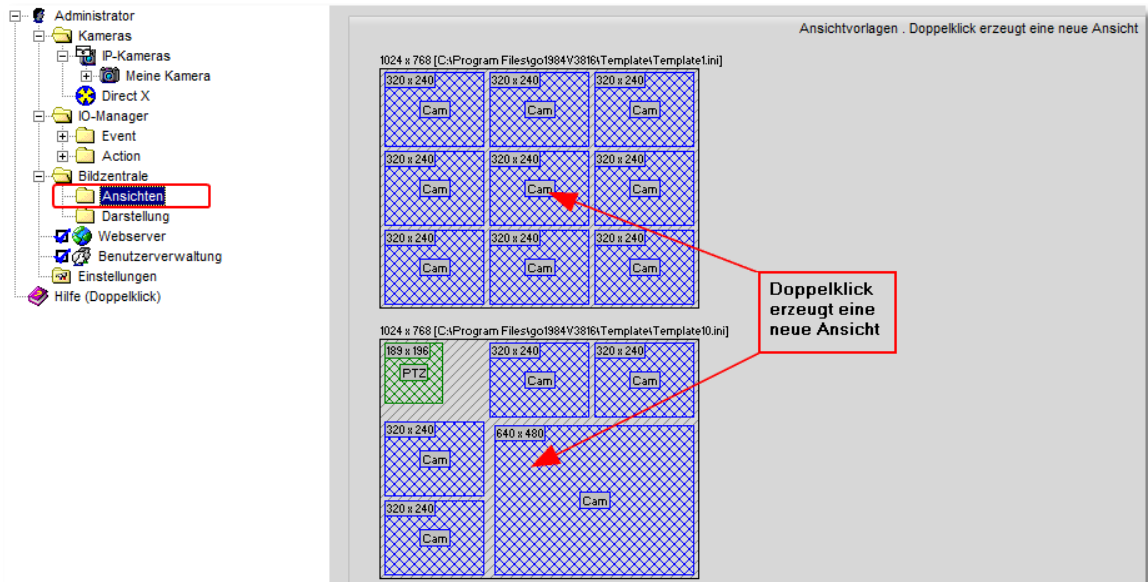 Administrator
Kameras
IP-Kameras
Meine Kamera
Direct X
IO-Manager
Event
Action
Bildzentrale
Ansichten
Darstellung
Webserver
Benutzerverwaltung
Einstellungen
Hilfe (Doppelklick)
Ansichtvorlagen . Doppelklick erzeugt eine neue Ansicht
1024 x 768 [C:\Program Files\go1984V3816\Template\Template1.ini]
320 x 240 320 x 240 320 x 240
Cam Cam Cam
320 x 240 320 x 240 320 x 240
Cam Cam Cam
320 x 240 320 x 240 320 x 240
Cam Cam Cam
Doppelklick
erzeugt eine
neue Ansicht
1024 x 768 [C:\Program Files\go1984V3816\Template\Template10.ini]
189 x 196 320 x 240 320 x 240
PTZ Cam Cam
320 x 240 640 x 480
Cam
Cam
320 x 240
Cam